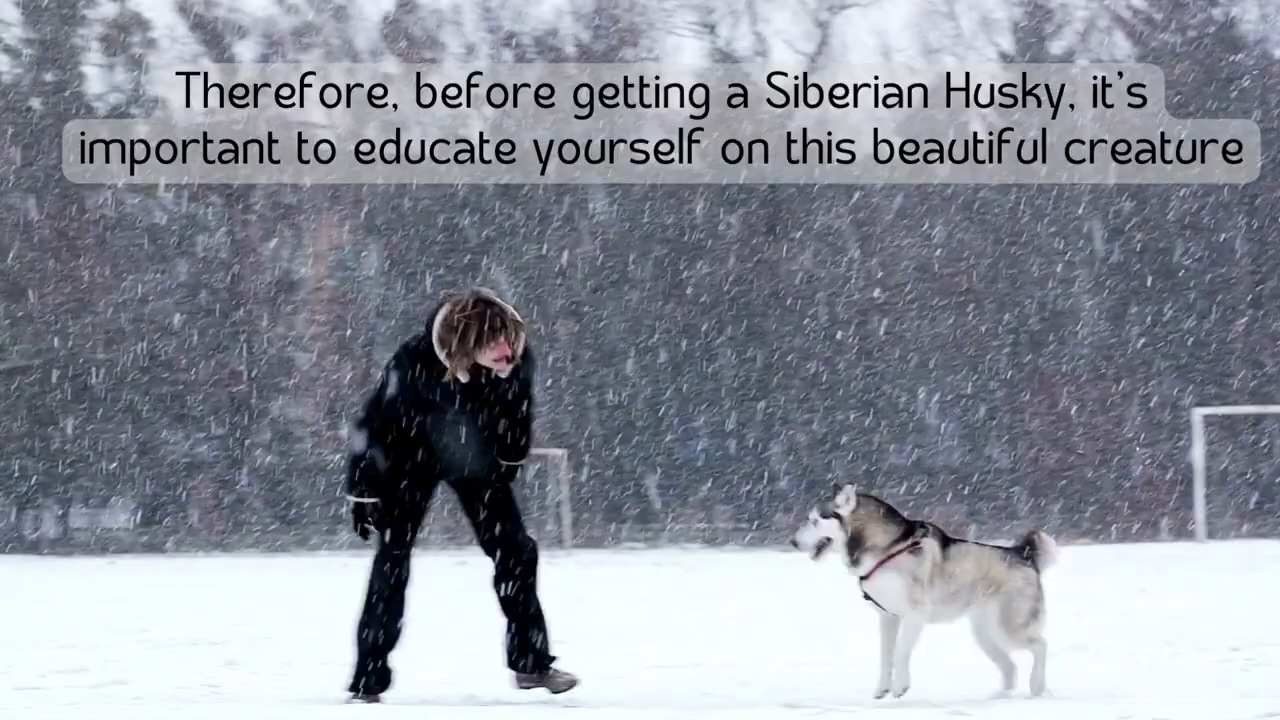 Therefore, before getting a Siberian Husky, it's
important to educate yourself on this beautiful creature